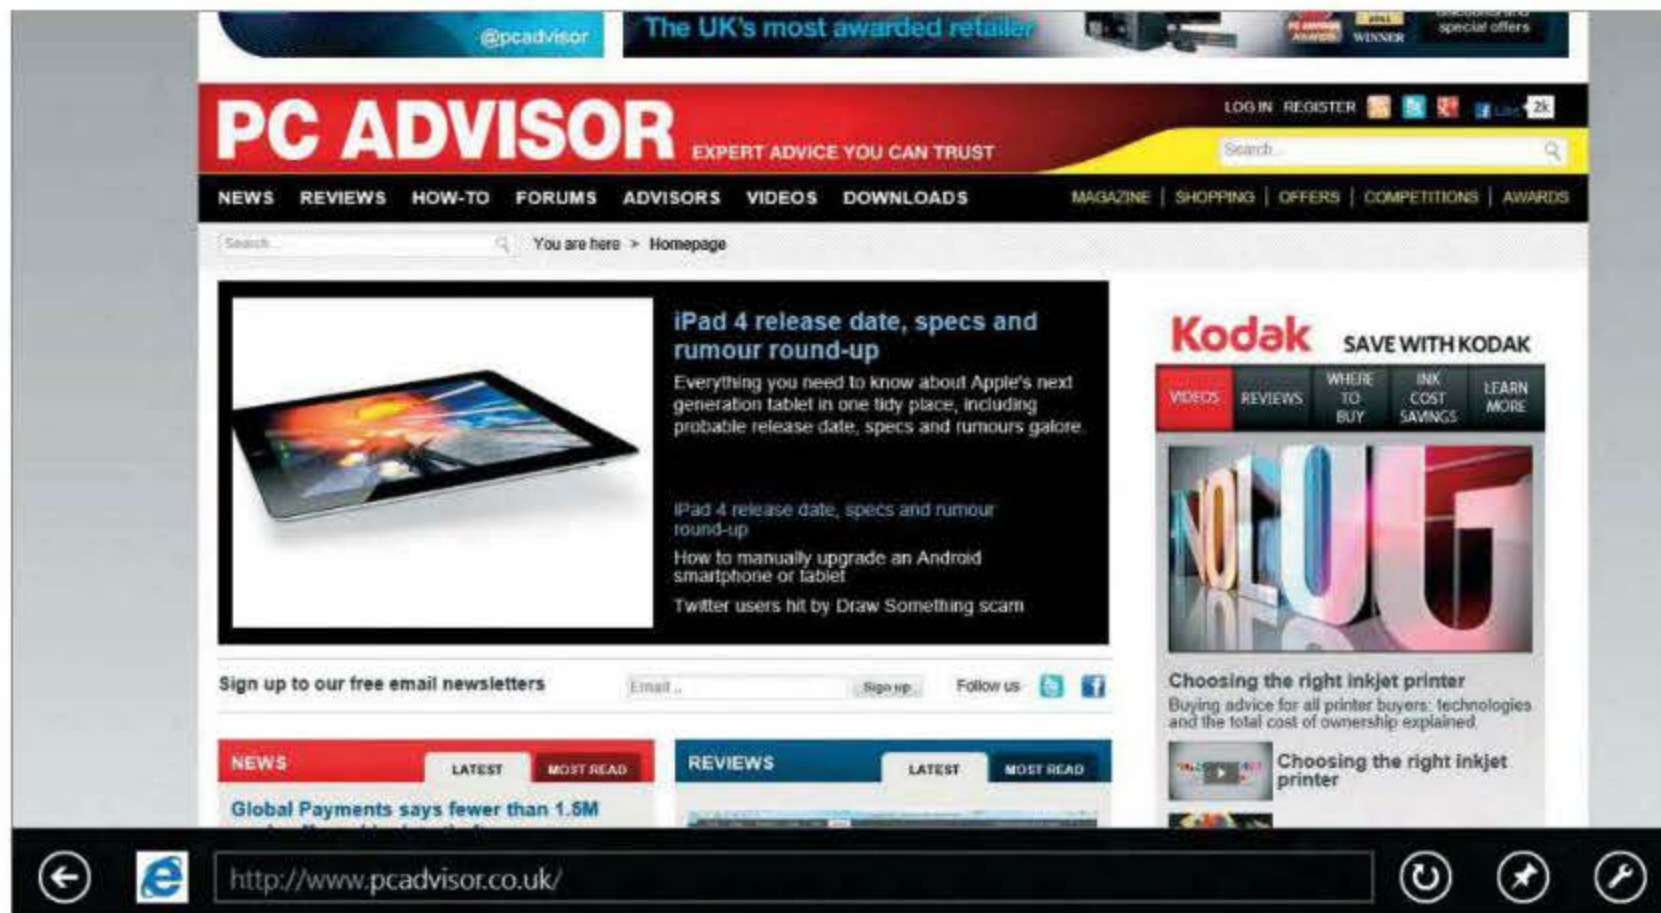 @pcadvisor
The UK's most awarded retailer
WINNER
special offers
PC ADVISOR
EXPERT ADVICE YOU CAN TRUST
LOG IN REGISTER
Like 2k
Search...
NEWS REVIEWS HOW-TO FORUMS ADVISORS VIDEOS DOWNLOADS
MAGAZINE | SHOPPING | OFFERS | COMPETITIONS | AWARDS
Search...
You are here > Homepage
iPad 4 release date, specs and
rumour round-up
Everything you need to know about Apple's next
generation tablet in one tidy place, including
probable release date, specs and rumours galore.
iPad 4 release date, specs and rumour
round-up
How to manually upgrade an Android
smartphone or tablet
Twitter users hit by Draw Something scam
Kodak
SAVE WITH KODAK
VIDEOS
REVIEWS
WHERE
TO
BUY
INK
COST
SAVINGS
LEARN
MORE
Choosing the right inkjet printer
Buying advice for all printer buyers: technologies
and the total cost of ownership explained.
Choosing the right inkjet
printer
Sign up to our free email newsletters
Email...
Sign up
Follow us
NEWS
LATEST
MOST READ
Global Payments says fewer than 1.5M
REVIEWS
LATEST
MOST READ
http://www.pcadvisor.co.uk/